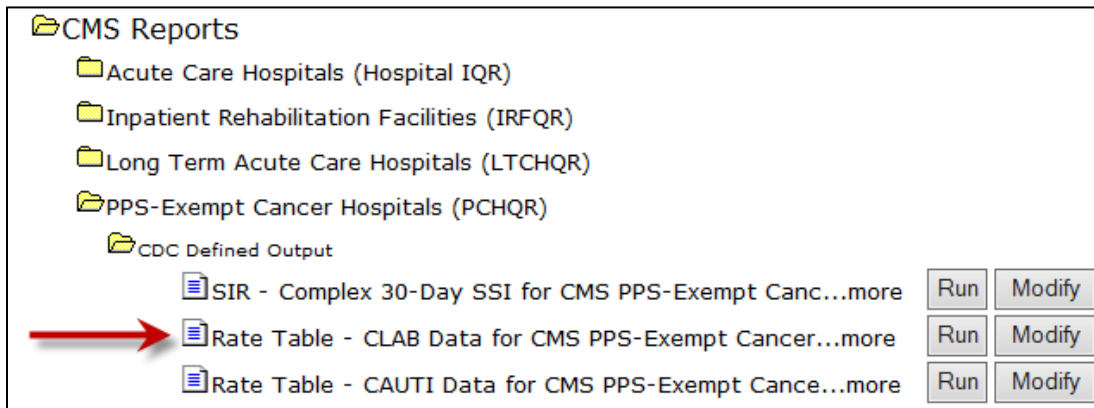 CMS Reports
Acute Care Hospitals (Hospital IQR)
Inpatient Rehabilitation Facilities (IRFQR)
Long Term Acute Care Hospitals (LTCHQR)
PPS-Exempt Cancer Hospitals (PCHQR)
CDC Defined Output
SIR - Complex 30-Day SSI for CMS PPS-Exempt Canc...more Run Modify
Rate Table - CLAB Data for CMS PPS-Exempt Cancer...more Run Modify
Rate Table - CAUTI Data for CMS PPS-Exempt Cance...more Run Modify